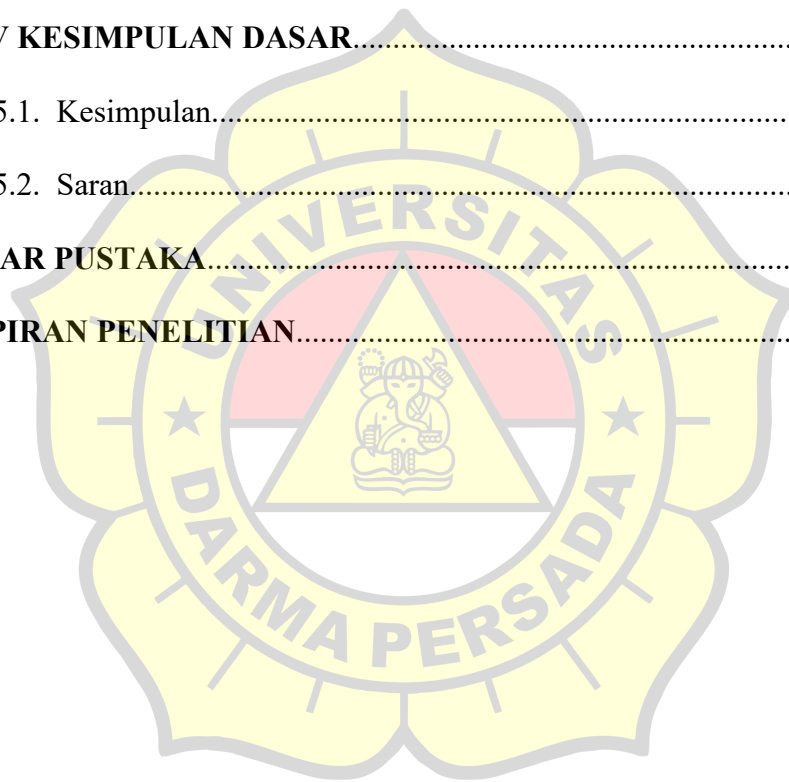 V KESIMPULAN DASAR................................................................
5.1. Kesimpulan................................................................
5.2. Saran................................................................
AR PUSTAKA................................................................
PIRAN PENELITIAN................................................................
UNIVERSITAS
DARMA PERSADA